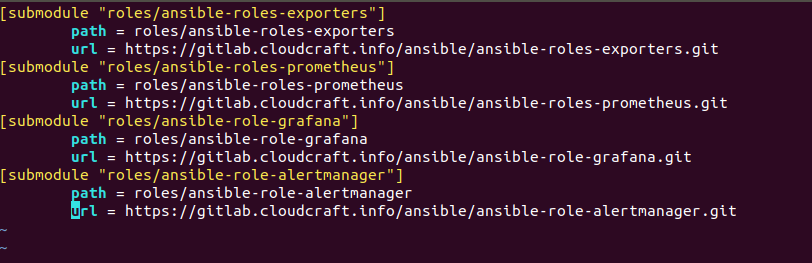 [submodule "roles/ansible-roles-exporters"]
path = roles/ansible-roles-exporters
url = https://gitlab.cloudcraft.info/ansible/ansible-roles-exporters.git
[submodule "roles/ansible-roles-prometheus"]
path = roles/ansible-roles-prometheus
url = https://gitlab.cloudcraft.info/ansible/ansible-roles-prometheus.git
[submodule "roles/ansible-role-grafana"]
path = roles/ansible-role-grafana
url = https://gitlab.cloudcraft.info/ansible/ansible-role-grafana.git
[submodule "roles/ansible-role-alertmanager"]
path = roles/ansible-role-alertmanager
url = https://gitlab.cloudcraft.info/ansible/ansible-role-alertmanager.git
~
~